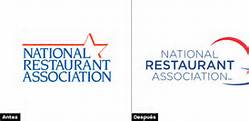 NATIONAL
RESTAURANT
ASSOCIATION
Antes
NATIONAL
RESTAURANT
ASSOCIATION
Después